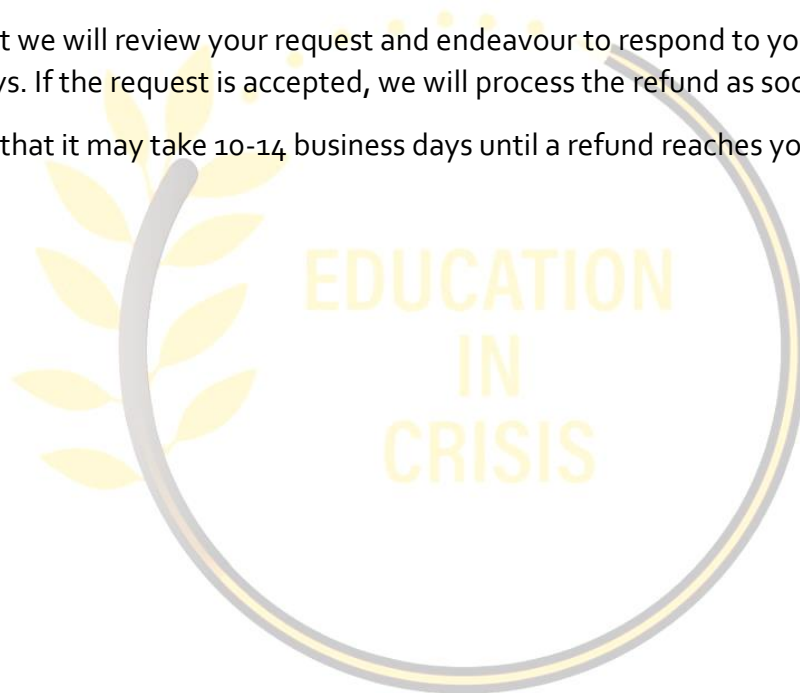 t we will review your request and endeavour to respond to yo
ys. If the request is accepted, we will process the refund as soo
that it may take 10-14 business days until a refund reaches yo
EDUCATION
IN
CRISIS